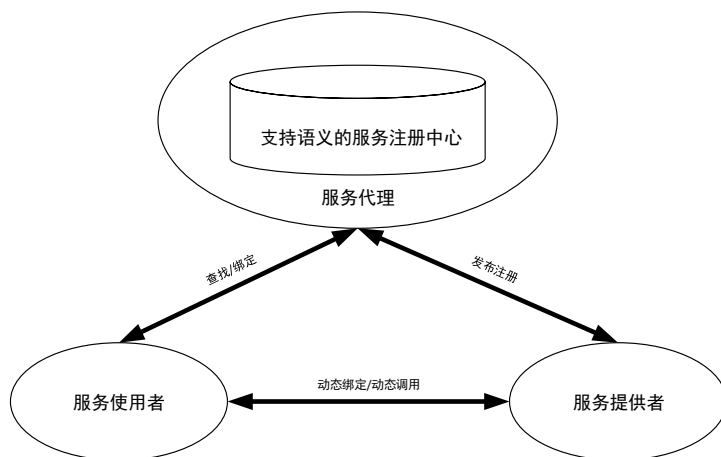 支持语义的服务注册中心
服务代理
查找/绑定
发布注册
动态绑定/动态调用
服务使用者
服务提供者